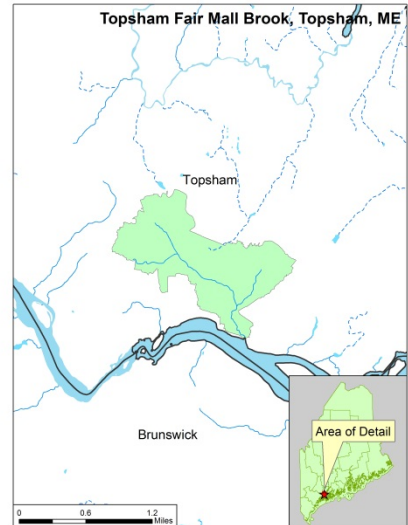 Topsham Fair Mall Brook, Topsham, ME
Topsham
Brunswick
Area of Detail
0 0.6 1.2
Miles